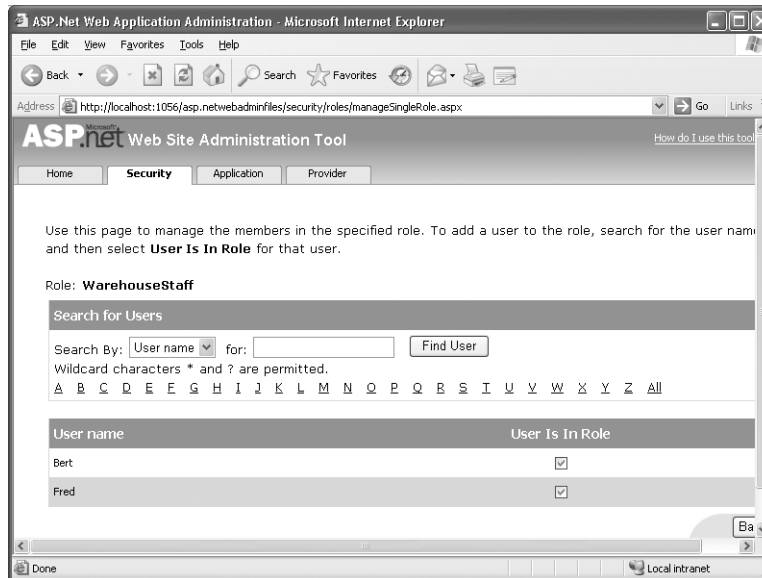 ASP.Net Web Application Administration - Microsoft Internet Explorer
File Edit View Favorites Tools Help
Back Search Favorites
Address http://localhost:1056/asp.netwebadminfiles/security/roles/manageSingleRole.aspx Go Links
Microsoft
ASP.net Web Site Administration Tool How do I use this tool
Home Security Application Provider
Use this page to manage the members in the specified role. To add a user to the role, search for the user name
and then select User Is In Role for that user.
Role: WarehouseStaff
Search for Users
Search By: User name for: Find User
Wildcard characters * and ? are permitted.
A B C D E F G H I J K L M N O P Q R S T U V W X Y Z All
User name User Is In Role
Bert
Fred
Ba
Done Local intranet